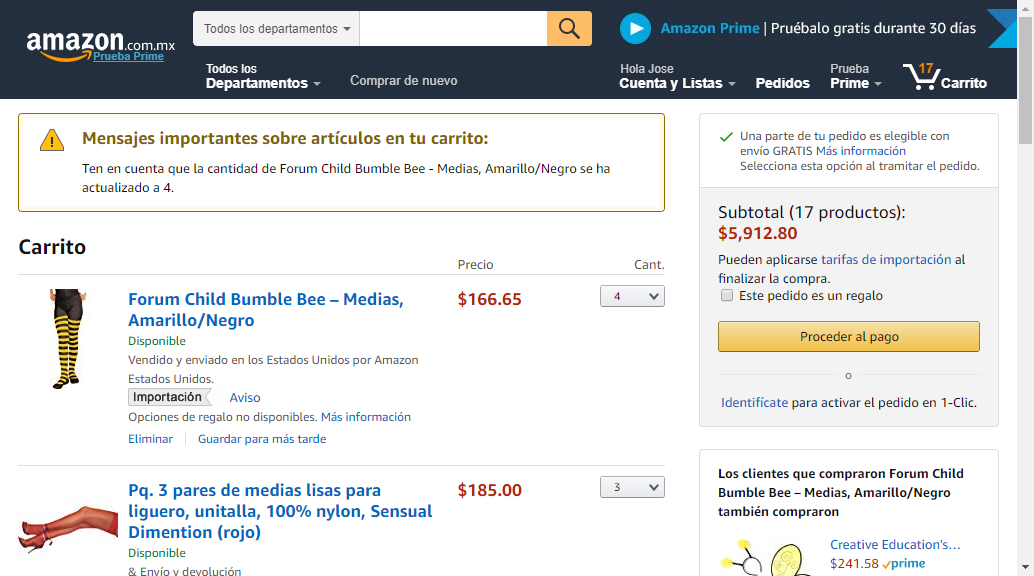 amazon.com.mx
Prueba Prime
Todos los departamentos
Amazon Prime | Pruébalo gratis durante 30 días
Todos los
Departamentos
Comprar de nuevo
Hola Jose
Cuenta y Listas
Pedidos
Prueba
Prime
17
Carrito
Mensajes importantes sobre artículos en tu carrito:
Ten en cuenta que la cantidad de Forum Child Bumble Bee - Medias, Amarillo/Negro se ha
actualizado a 4.
Carrito
Precio
Cant.
Forum Child Bumble Bee – Medias,
Amarillo/Negro
$166.65
4
Disponible
Vendido y enviado en los Estados Unidos por Amazon
Estados Unidos.
Importación
Aviso
Opciones de regalo no disponibles. Más información
Eliminar
Guardar para más tarde
Pq. 3 pares de medias lisas para
liguero, unitalla, 100% nylon, Sensual
Dimention (rojo)
$185.00
3
Disponible
& Envío y devolución
Una parte de tu pedido es elegible con
envío GRATIS Más información
Selecciona esta opción al tramitar el pedido.
Subtotal (17 productos):
$5,912.80
Pueden aplicarse tarifas de importación al
finalizar la compra.
Este pedido es un regalo
Proceder al pago
o
Identifícate para activar el pedido en 1-Clic.
Los clientes que compraron Forum Child
Bumble Bee – Medias, Amarillo/Negro
también compraron
Creative Education's…
$241.58 prime